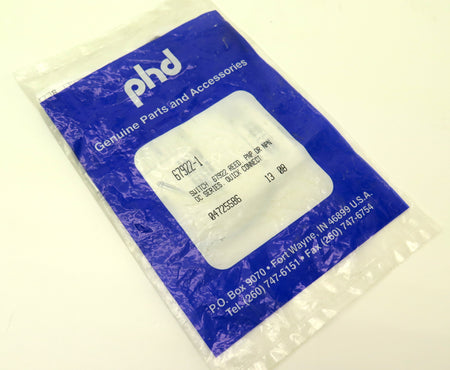 phd
Genuine Parts and Accessories
67922-1
SWITCH, 67922 REED, PNP OR NPN
DC SERIES, QUICK CONNECT
04725586 13 08
P.O. Box 9070 • Fort Wayne, IN 46899 U.S.A.
Tel. (260) 747-6151 • Fax (260) 747-6754